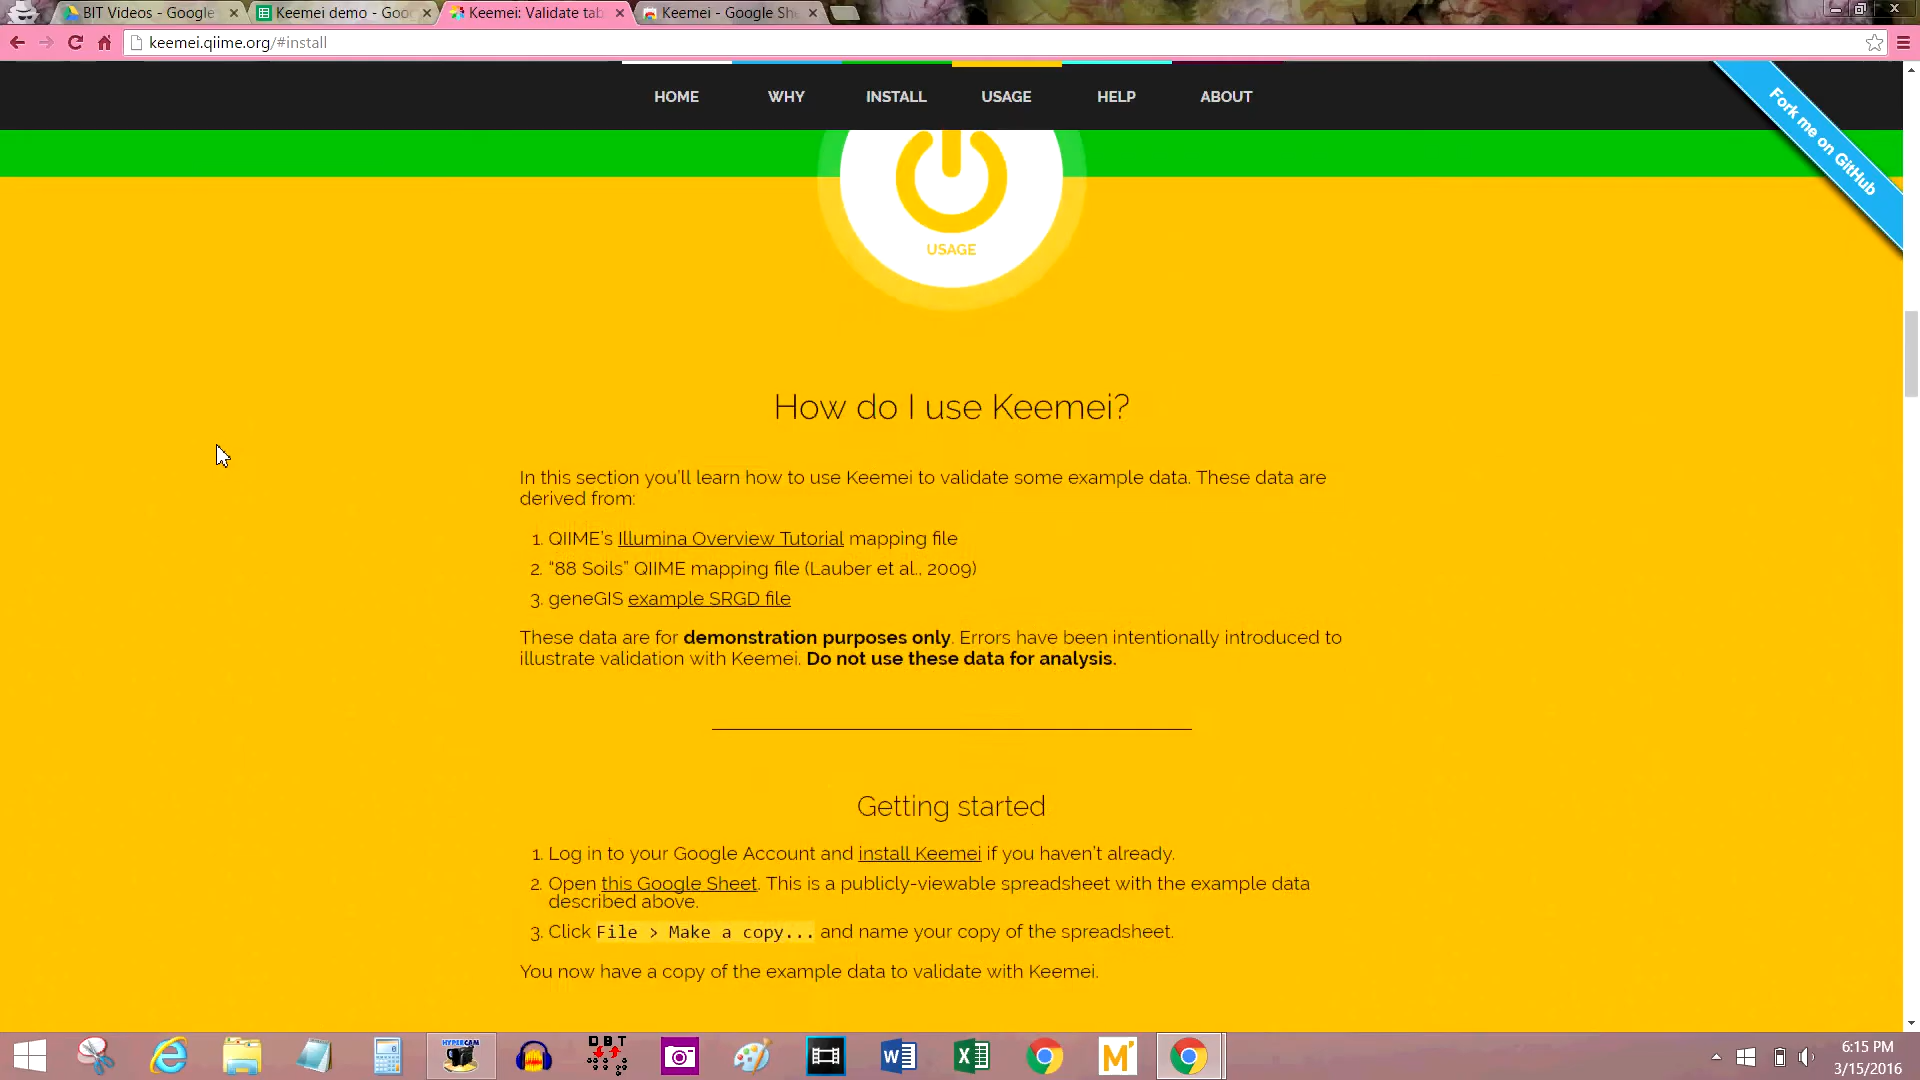 BIT Videos - Google
Keemei demo - Goo
Keemei: Validate tab
Keemei - Google She
keemei.qiime.org/#install
HOME
WHY
INSTALL
USAGE
HELP
ABOUT
Fork me on GitHub
USAGE
How do I use Keemei?
In this section you'll learn how to use Keemei to validate some example data. These data are
derived from:
1. QIIME's Illumina Overview Tutorial mapping file
2. “88 Soils” QIIME mapping file (Lauber et al., 2009)
3. geneGIS example SRGD file
These data are for demonstration purposes only. Errors have been intentionally introduced to
illustrate validation with Keemei. Do not use these data for analysis.
Getting started
1. Log in to your Google Account and install Keemei if you haven't already.
2. Open this Google Sheet. This is a publicly-viewable spreadsheet with the example data
described above.
3. Click File > Make a copy... and name your copy of the spreadsheet.
You now have a copy of the example data to validate with Keemei.
HYPERCAM
DBT
6:15 PM
3/15/2016